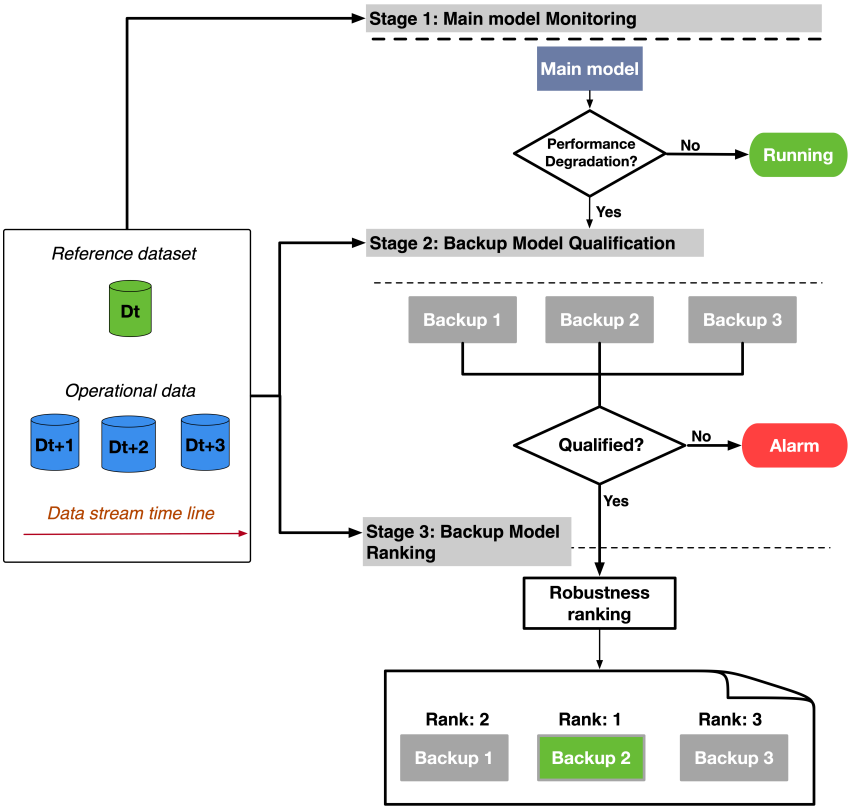 Stage 1: Main model Monitoring
Main model
Performance
Degradation?
No
Running
Yes
Reference dataset
Dt
Operational data
Dt+1 Dt+2 Dt+3
Data stream time line
Stage 2: Backup Model Qualification
Backup 1 Backup 2 Backup 3
Qualified?
No
Alarm
Yes
Stage 3: Backup Model
Ranking
Robustness
ranking
Rank: 2 Rank: 1 Rank: 3
Backup 1 Backup 2 Backup 3